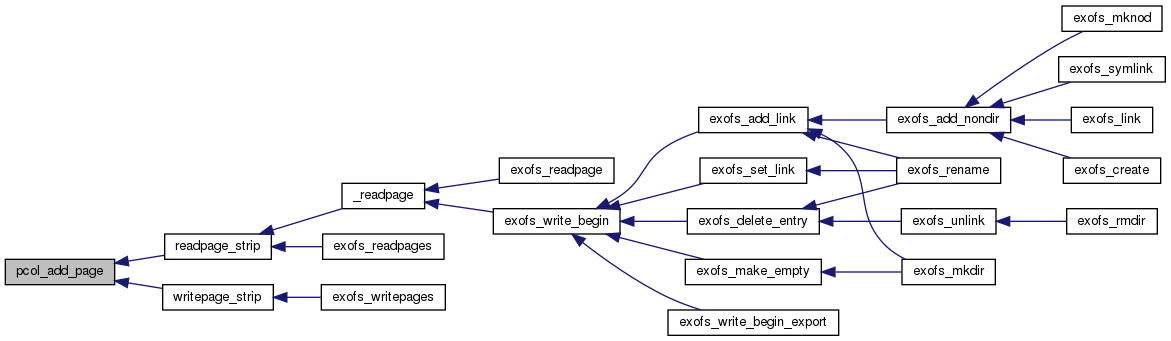 exofs_mknod
exofs_symlink
exofs_add_link
exofs_add_nondir
exofs_link
exofs_readpage
exofs_set_link
exofs_rename
exofs_create
_readpage
exofs_write_begin
exofs_delete_entry
exofs_unlink
exofs_rmdir
readpage_strip
exofs_readpages
pcol_add_page
exofs_make_empty
exofs_mkdir
writepage_strip
exofs_writepages
exofs_write_begin_export